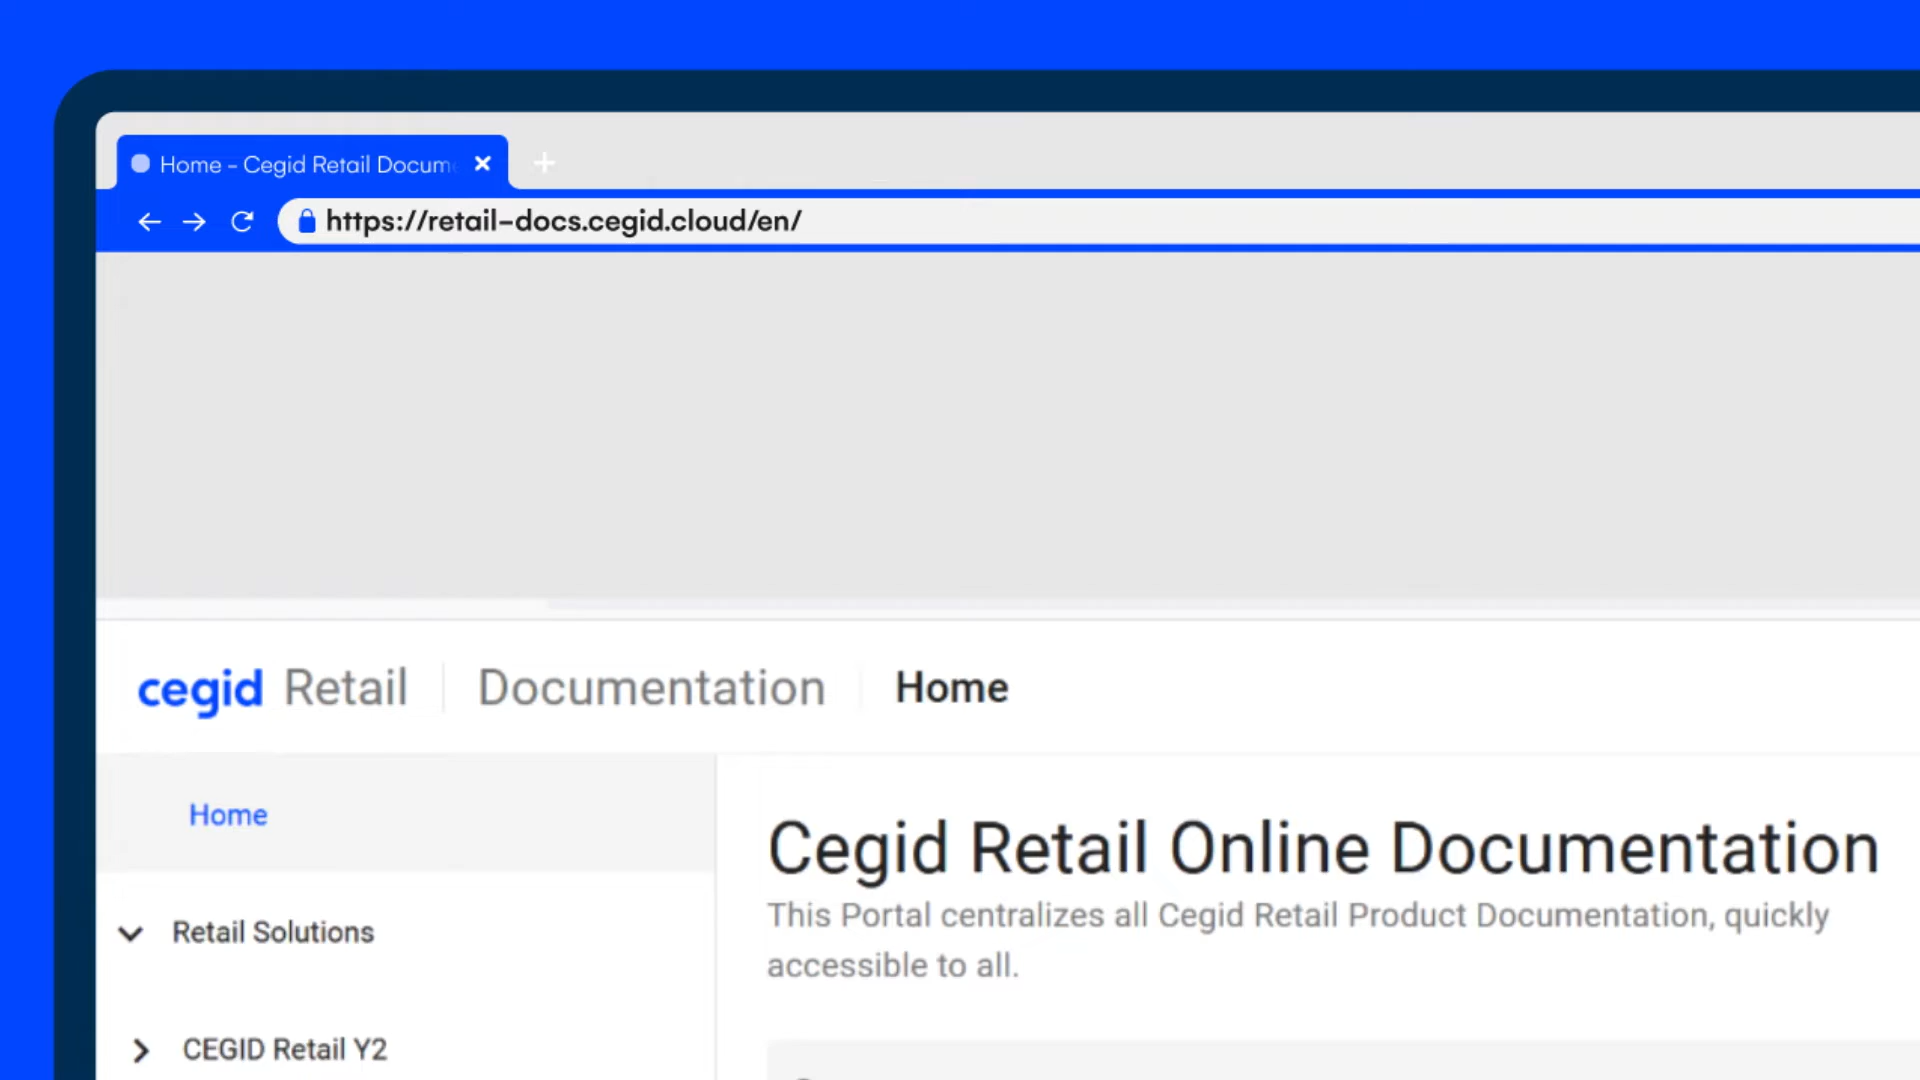 Home - Cegid Retail Docum
https://retail-docs.cegid.cloud/en/
cegid Retail Documentation Home
Home
Cegid Retail Online Documentation
This Portal centralizes all Cegid Retail Product Documentation, quickly
accessible to all.
Retail Solutions
CEGID Retail Y2